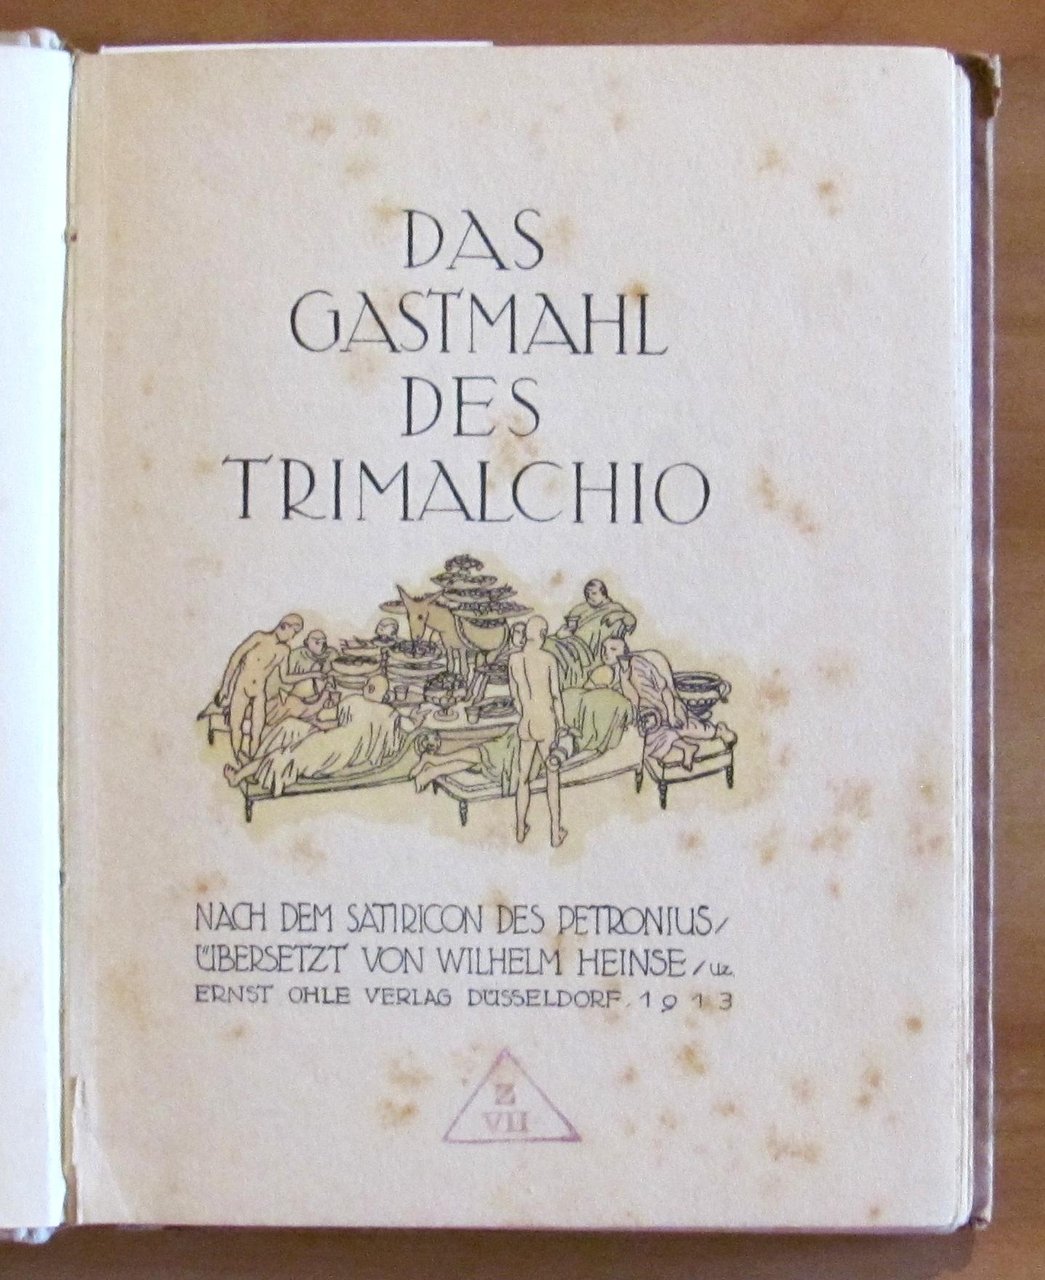 DAS
GASTMAHL
DES
TRIMALCHIO
NACH DEM SATIRICON DES PETRONIUS/
ÜBERSETZT VON WILHELM HEINSE/UZ.
ERNST OHLE VERLAG DÜSSELDORF. 1913
Z
VII